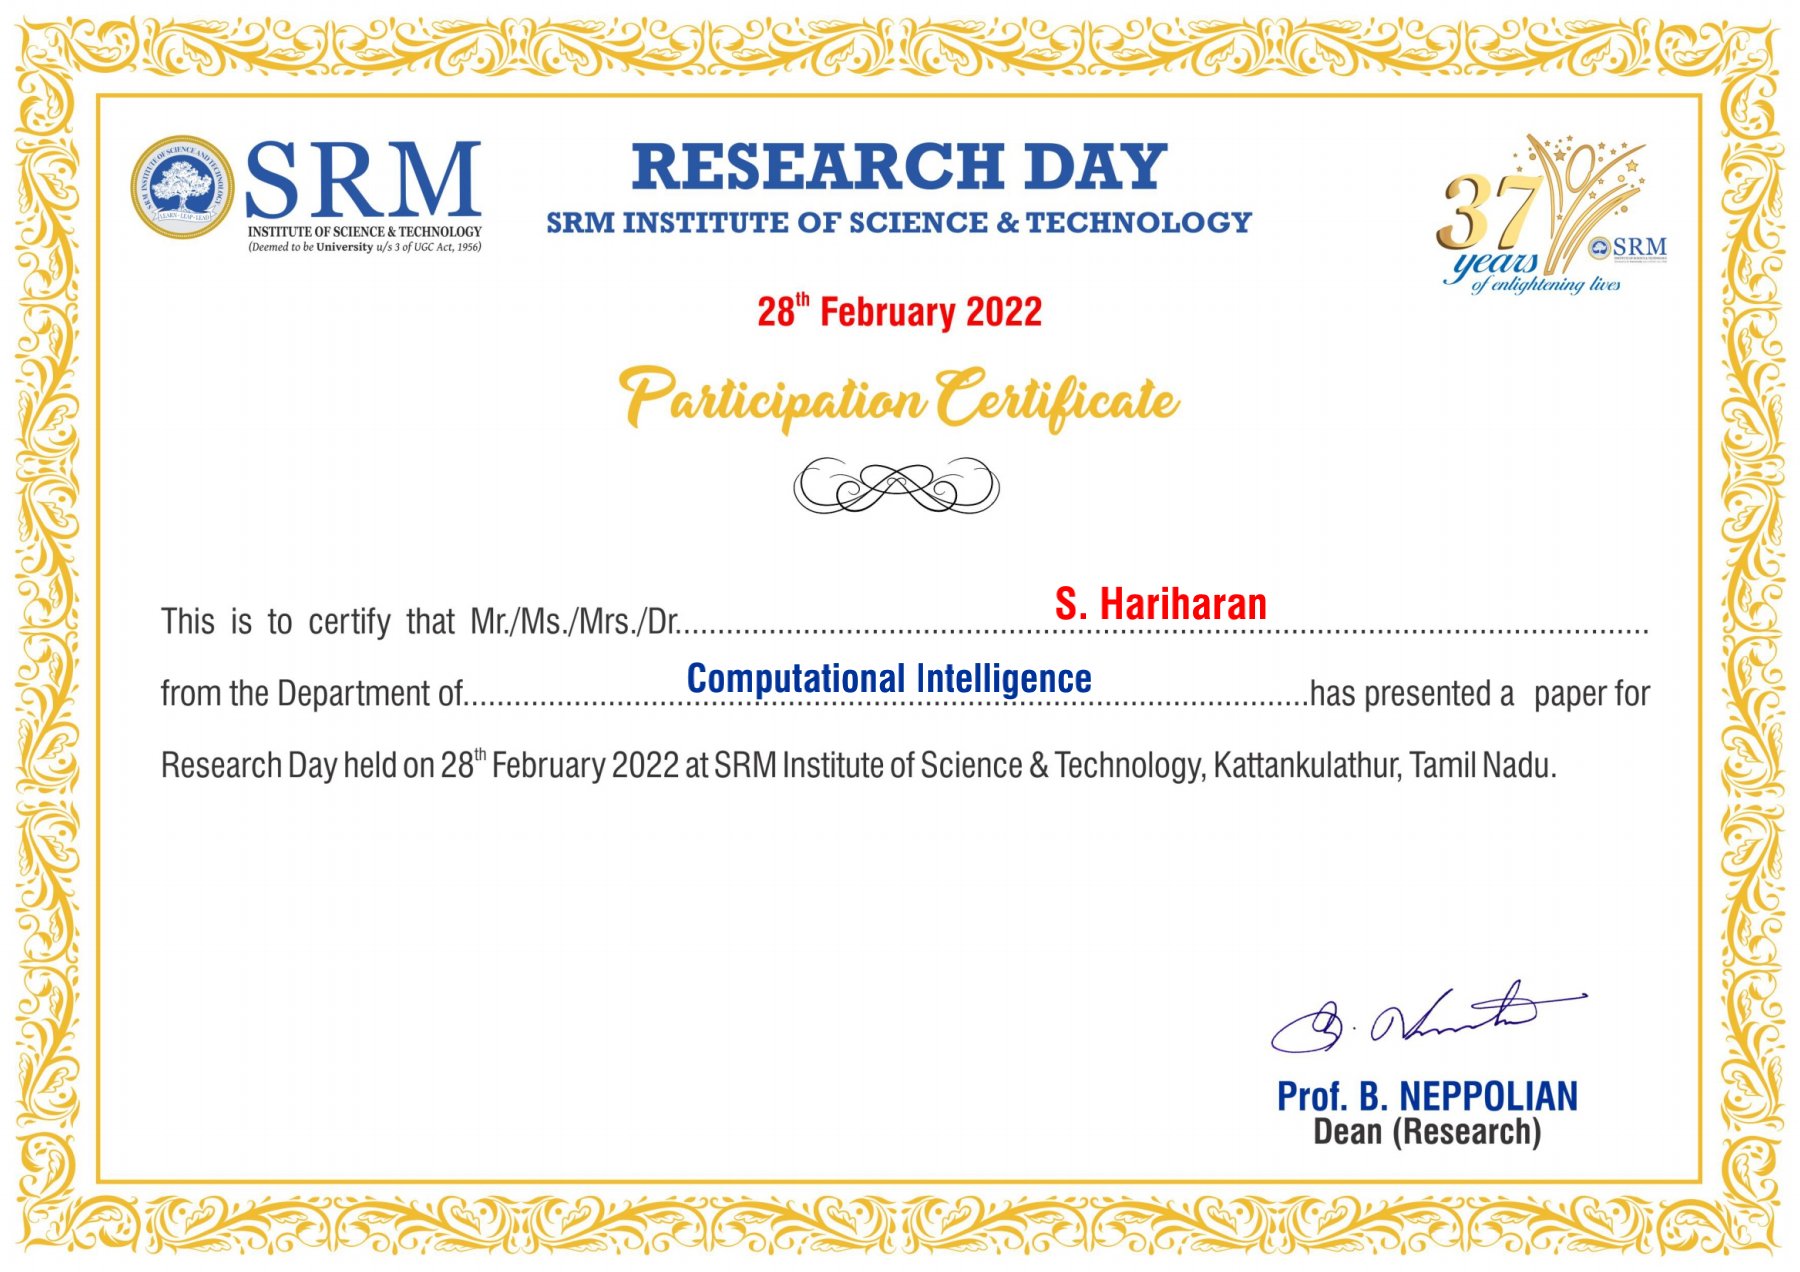 SRM
INSTITUTE OF SCIENCE & TECHNOLOGY
(Deemed to be University u/s 3 of UGC Act, 1956)
SRM INSTITUTE OF SCIENCE AND TECHNOLOGY
LEARN - LEAP - LEAD
RESEARCH DAY
SRM INSTITUTE OF SCIENCE & TECHNOLOGY
37
years
of enlightening lives
SRM
28th February 2022
Participation Certificate
This is to certify that Mr./Ms./Mrs./Dr. S. Hariharan
from the Department of Computational Intelligence has presented a paper for
Research Day held on 28th February 2022 at SRM Institute of Science & Technology, Kattankulathur, Tamil Nadu.
Prof. B. NEPPOLIAN
Dean (Research)